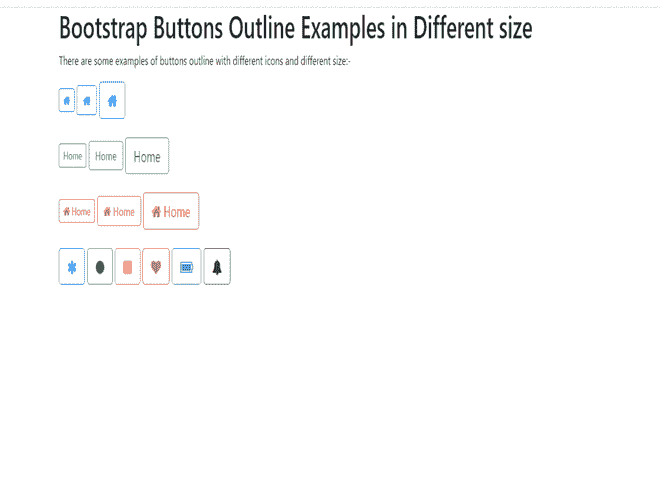 Bootstrap Buttons Outline Examples in Different size
There are some examples of buttons outline with different icons and different size:-
Home Home Home
Home Home Home